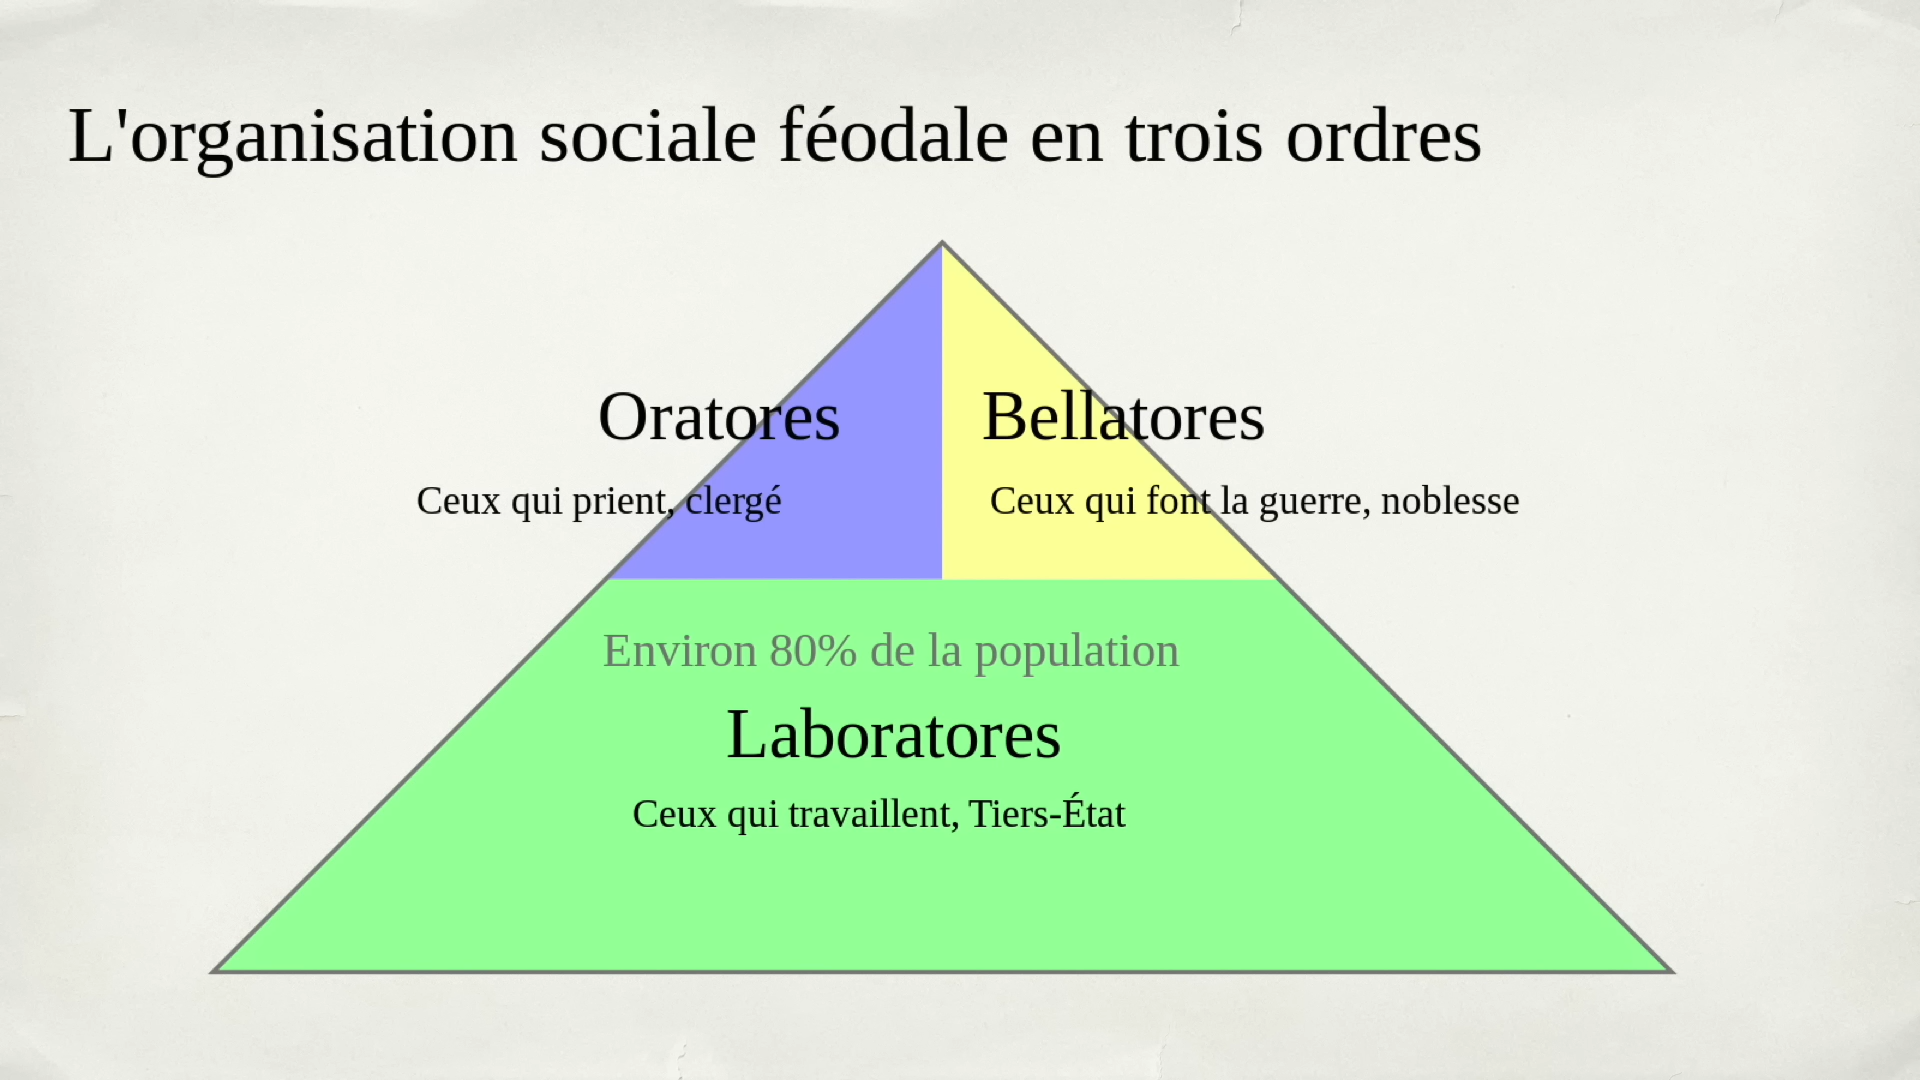 L'organisation sociale féodale en trois ordres
Oratores
Ceux qui prient, clergé
Bellatores
Ceux qui font la guerre, noblesse
Environ 80% de la population
Laboratores
Ceux qui travaillent, Tiers-État